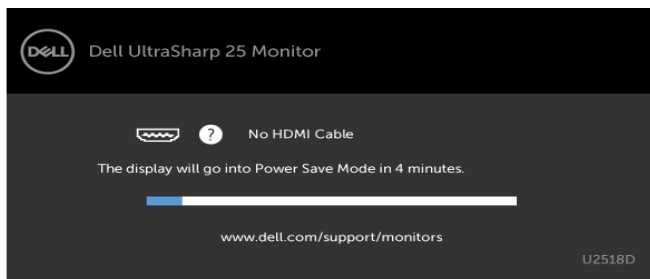 DELL Dell UltraSharp 25 Monitor
? No HDMI Cable
The display will go into Power Save Mode in 4 minutes.
www.dell.com/support/monitors
U2518D